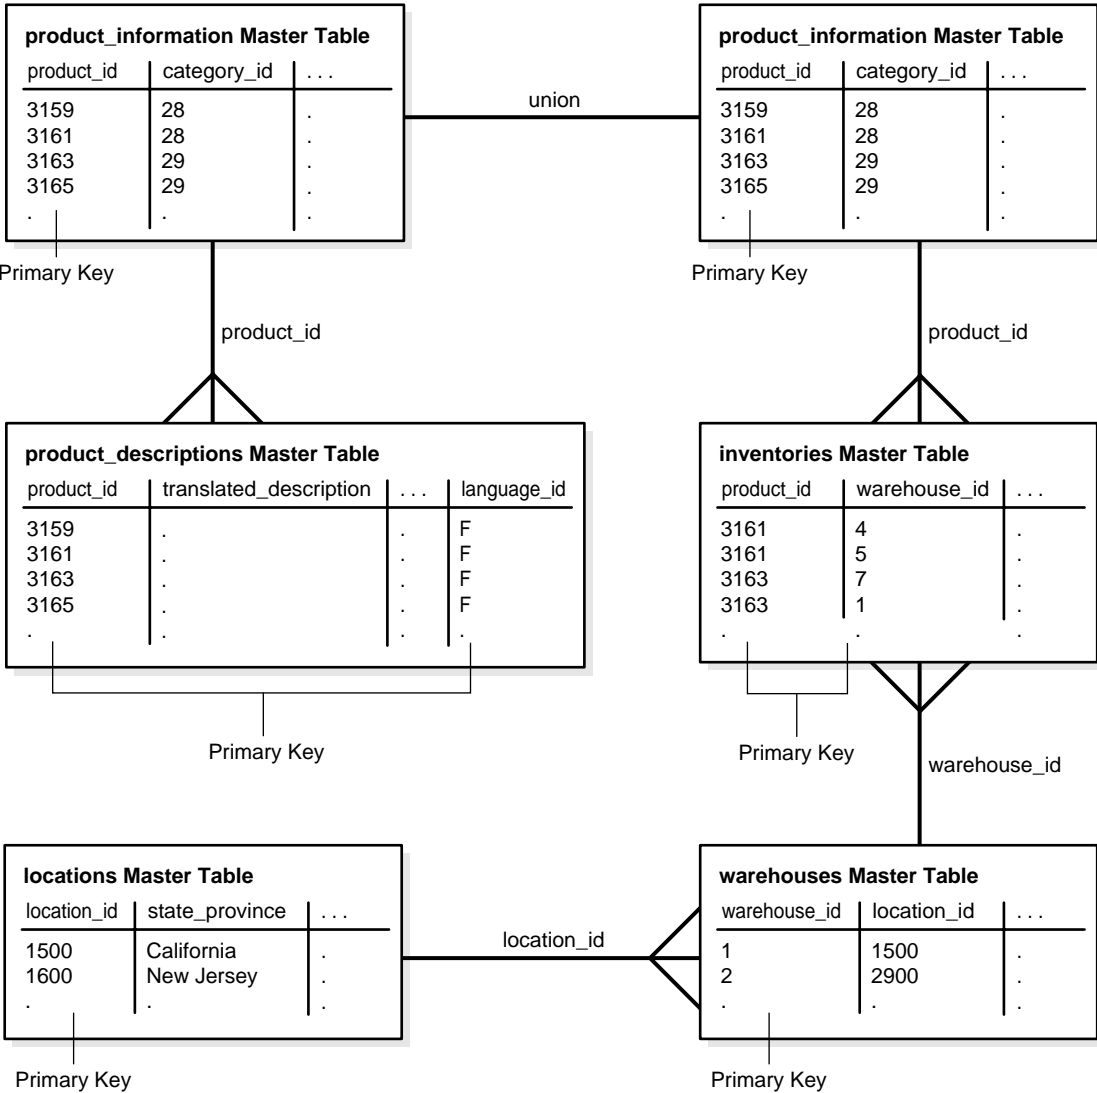 product_information Master Table
product_id category_id . . .
3159 28 .
3161 28 .
3163 29 .
3165 29 .
. . .
Primary Key
union
product_information Master Table
product_id category_id . . .
3159 28 .
3161 28 .
3163 29 .
3165 29 .
. . .
Primary Key
product_id
product_id
product_descriptions Master Table
product_id translated_description . . . language_id
3159 . . F
3161 . . F
3163 . . F
3165 . . F
. . . .
Primary Key
inventories Master Table
product_id warehouse_id . . .
3161 4 .
3161 5 .
3163 7 .
3163 1 .
. . .
Primary Key
warehouse_id
locations Master Table
location_id state_province . . .
1500 California .
1600 New Jersey .
. . .
Primary Key
location_id
warehouses Master Table
warehouse_id location_id . . .
1 1500 .
2 2900 .
. . .
Primary Key